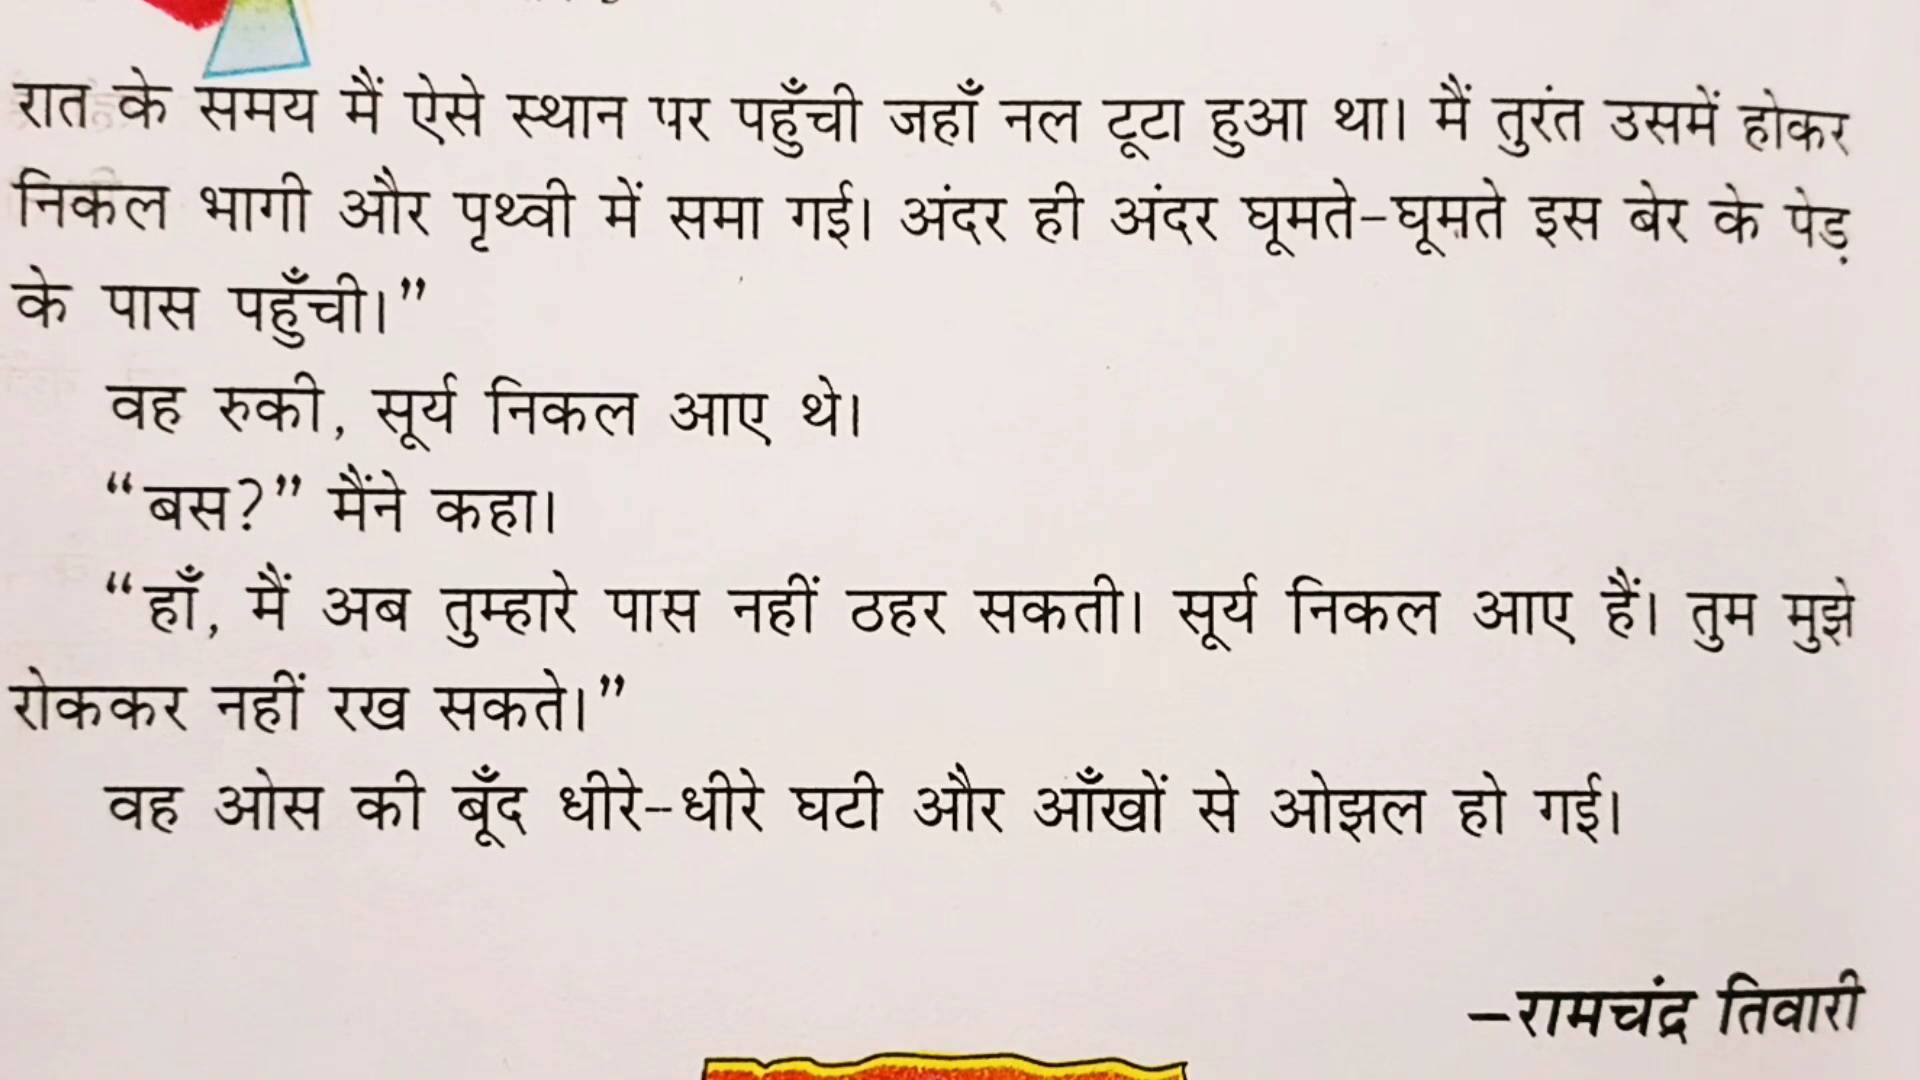 रात के समय मैं ऐसे स्थान पर पहुँची जहाँ नल टूटा हुआ था। मैं तुरंत उसमें होकर
निकल भागी और पृथ्वी में समा गई। अंदर ही अंदर घूमते-घूमते इस बेर के पेड़
के पास पहुँची।”
वह रुकी, सूर्य निकल आए थे।
“बस?” मैंने कहा।
“हाँ, मैं अब तुम्हारे पास नहीं ठहर सकती। सूर्य निकल आए हैं। तुम मुझे
रोककर नहीं रख सकते।”
वह ओस की बूँद धीरे-धीरे घटी और आँखों से ओझल हो गई।
–रामचंद्र तिवारी